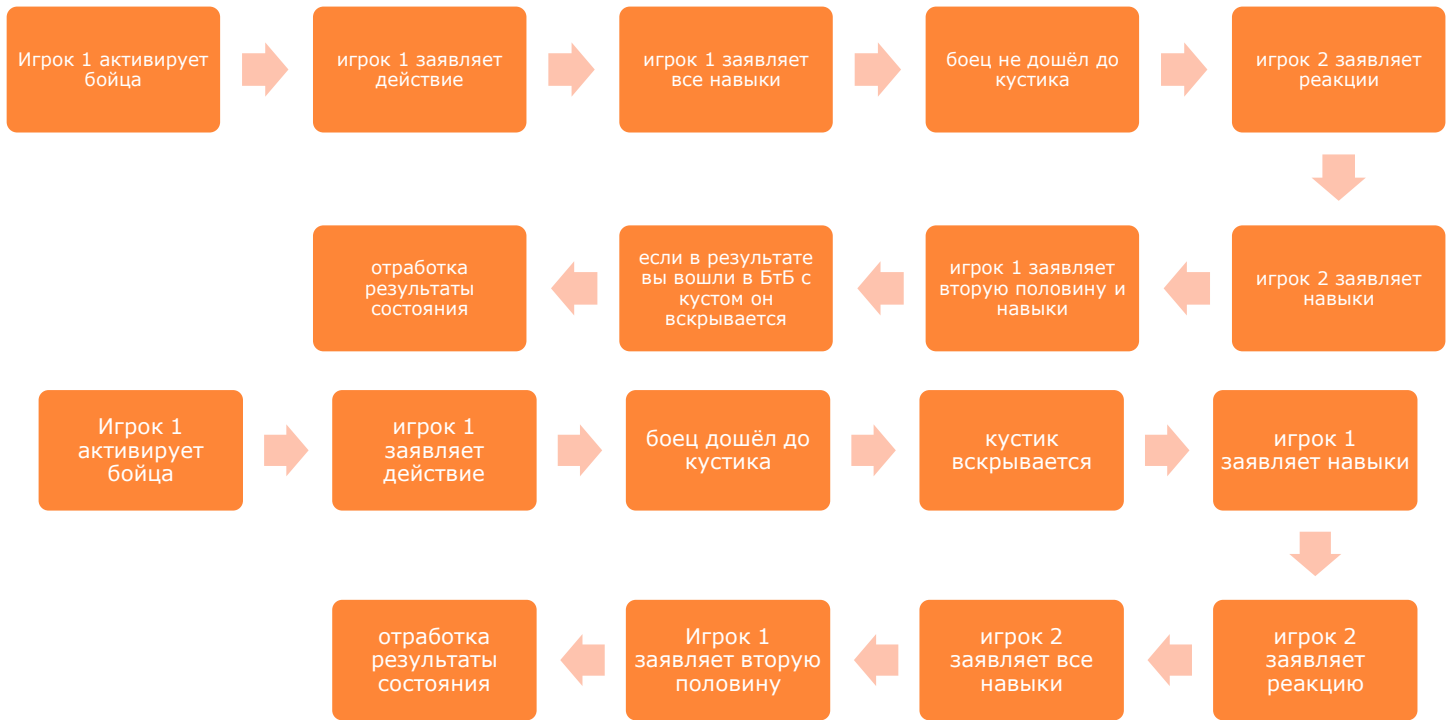 Игрок 1 активирует
бойца
игрок 1 заявляет
действие
игрок 1 заявляет
все навыки
боец не дошёл до
кустика
игрок 2 заявляет
реакции
игрок 2 заявляет
навыки
игрок 1 заявляет
вторую половину и
навыки
если в результате
вы вошли в БтБ с
кустом он
вскрывается
отработка
результаты
состояния
Игрок 1
активирует
бойца
игрок 1
заявляет
действие
боец дошёл до
кустика
кустик
вскрывается
игрок 1
заявляет навыки
игрок 2
заявляет
реакцию
игрок 2
заявляет все
навыки
Игрок 1
заявляет вторую
половину
отработка
результаты
состояния